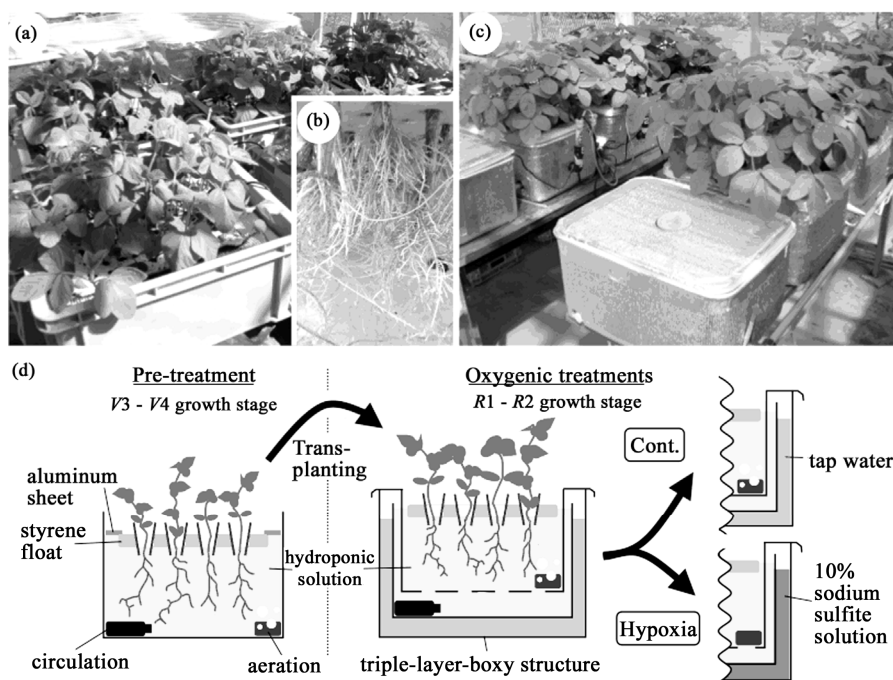 (a)
(b)
(c)
(d)
Pre-treatment
V3 - V4 growth stage
Oxygenic treatments
R1 - R2 growth stage
Trans-
planting
aluminum
sheet
styrene
float
hydroponic
solution
circulation
aeration
triple-layer-boxy structure
Cont.
tap water
Hypoxia
10%
sodium
sulfite
solution